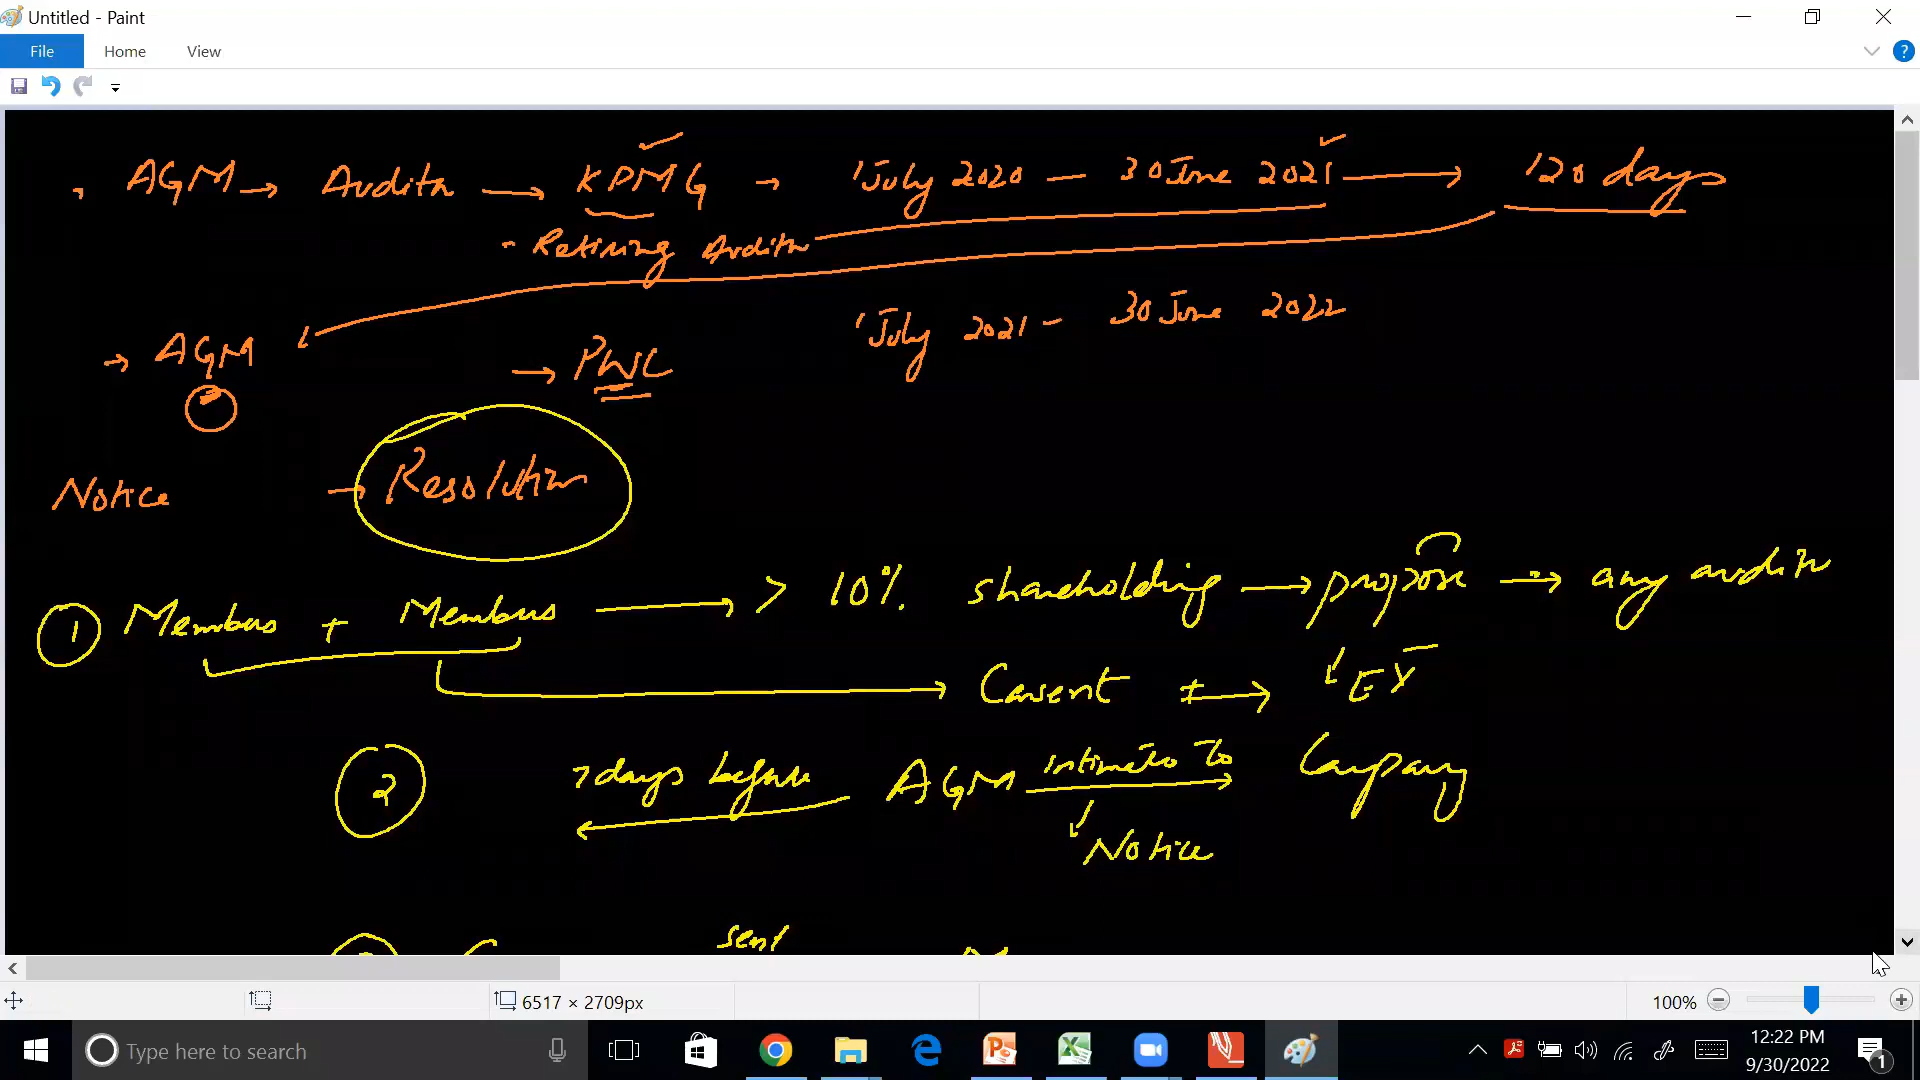 Untitled - Paint
File Home View
AGM → Auditor → KPMG → 1 July 2020 — 30 June 2021 → 120 days
- Retiring Auditor
→ AGM → PWC 1 July 2021 - 30 June 2022
Notice → Resolution
① Members + Members → > 10% shareholding → propose → any auditor
Consent + → EY
② 7 days before AGM intimate to Company
Notice
sent
6517 × 2709px 100%
Type here to search
12:22 PM
9/30/2022
1